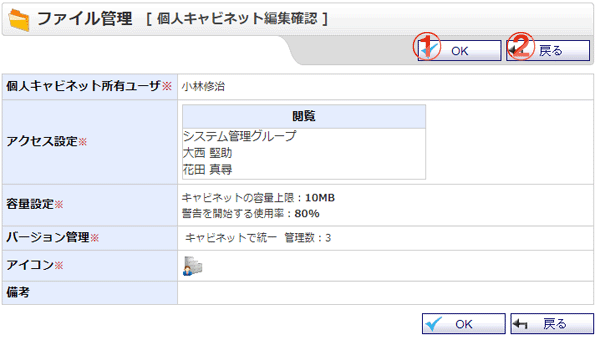 ファイル管理 [ 個人キャビネット編集確認 ]
① OK ② 戻る
個人キャビネット所有ユーザ※ 小林修治
アクセス設定※
閲覧
システム管理グループ
大西 堅助
花田 真尋
容量設定※
キャビネットの容量上限：10MB
警告を開始する使用率：80%
バージョン管理※ キャビネットで統一 管理数：3
アイコン※
備考
OK 戻る